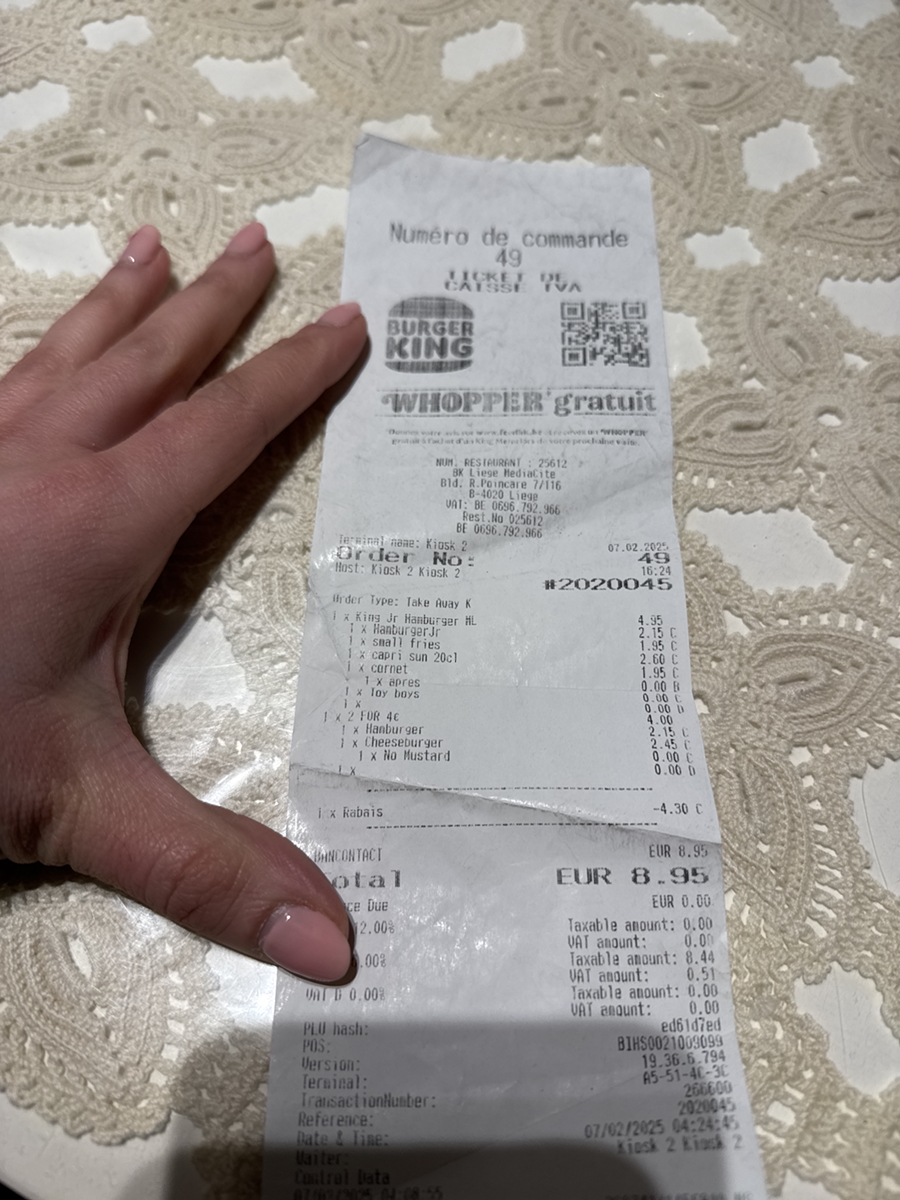 Numéro de commande
49
TICKET DE
CAISSE TVA
BURGER
KING
WHOPPER gratuit
NUM. RESTAURANT : 25612
BK Liege MediaCite
Bld. R.Poincare 7/116
B-4020 Liege
VAT: BE 0696.792.966
Rest.No 025612
BE 0696.792.966
Terminal name: Kiosk 2 07.02.2025
Order No: 49
Host: Kiosk 2 Kiosk 2 16:24
#2020045
Order Type: Take Away K
1 x King Jr Hamburger ML 4.95
1 x HamburgerJr 2.15 C
1 x small fries 1.95 C
1 x capri sun 20cl 2.60 C
1 x cornet 1.95 C
1 x apres 0.00 B
1 x Toy boys 0.00 C
1 x 0.00 D
1 x 2 FOR 4€ 4.00
1 x Hamburger 2.15 C
1 x Cheeseburger 2.45 C
1 x No Mustard 0.00 C
1 x 0.00 D
1 x Rabais -4.30 C
BANCONTACT EUR 8.95
otal EUR 8.95
nce Due EUR 0.00
12.00% Taxable amount: 0.00
VAT amount: 0.00
.00% Taxable amount: 8.44
VAT amount: 0.51
VAT D 0.00% Taxable amount: 0.00
VAT amount: 0.00
PLU hash: ed61d7ed
POS: BIHS0021009099
Version: 19.36.6.794
Terminal: A5-51-4C-3C
TransactionNumber: 266600
Reference: 2020045
Date & Time: 07/02/2025 04:24:45
Waiter: Kiosk 2 Kiosk 2
Control Data